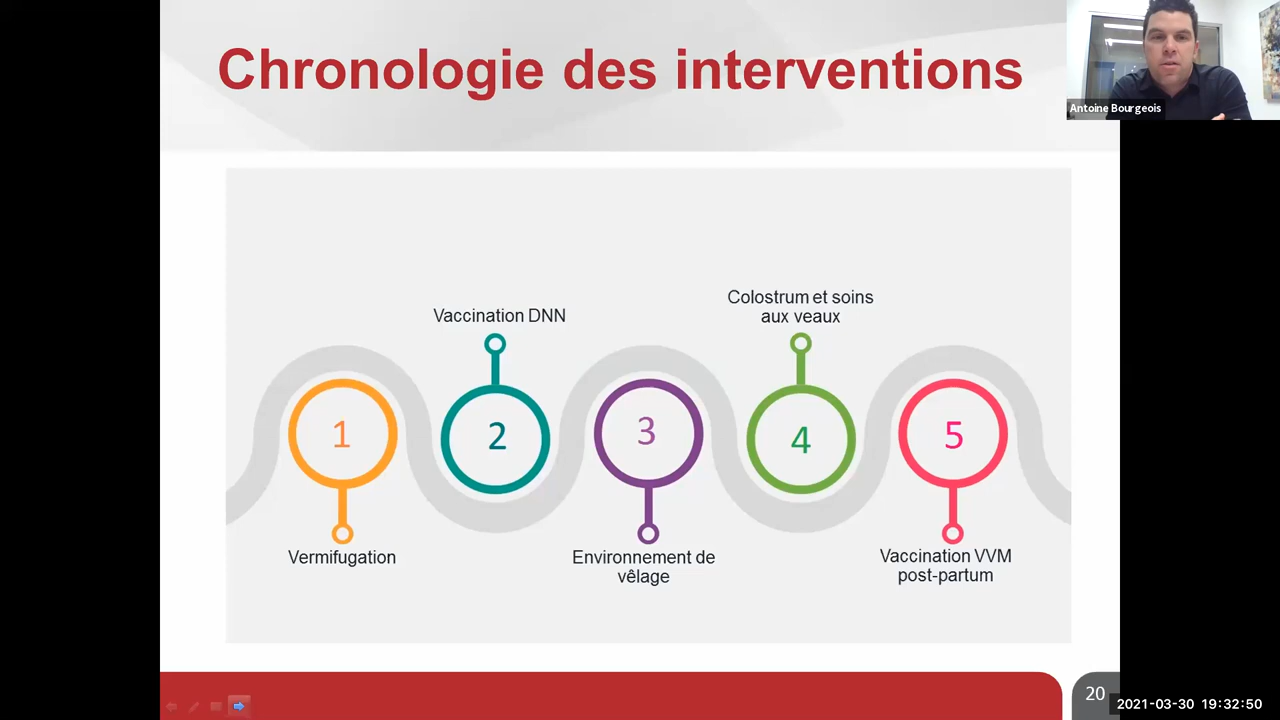 Chronologie des interventions
Antoine Bourgeois
Colostrum et soins
aux veaux
Vaccination DNN
1
2
3
4
5
Vermifugation
Environnement de
vêlage
Vaccination VVM
post-partum
20
2021-03-30 19:32:50